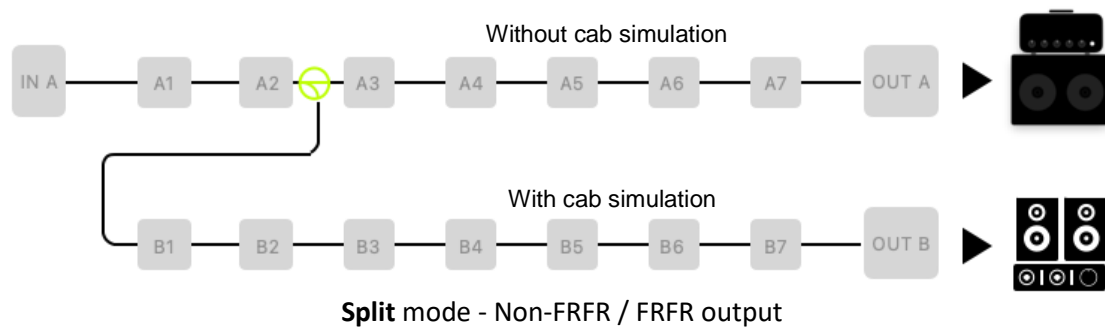 Without cab simulation
IN A A1 A2 A3 A4 A5 A6 A7 OUT A
With cab simulation
B1 B2 B3 B4 B5 B6 B7 OUT B
Split mode - Non-FRFR / FRFR output